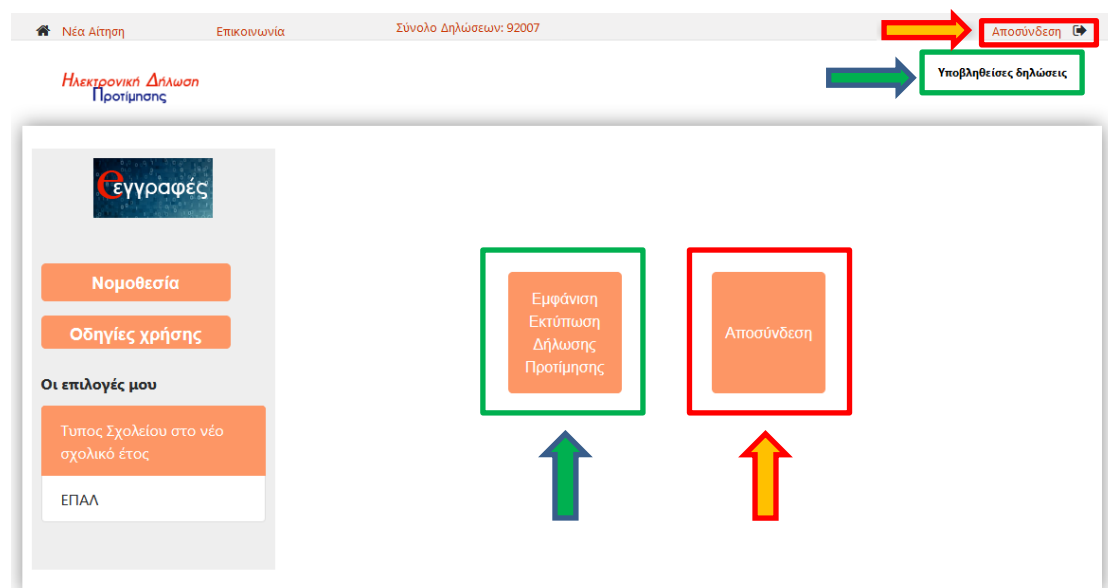 Νέα Αίτηση
Επικοινωνία
Σύνολο Δηλώσεων: 92007
Αποσύνδεση
Υποβληθείσες δηλώσεις
Ηλεκτρονική Δήλωση
Προτίμησης
eεγγραφές
Νομοθεσία
Οδηγίες χρήσης
Οι επιλογές μου
Τυπος Σχολείου στο νέο
σχολικό έτος
ΕΠΑΛ
Εμφάνιση
Εκτύπωση
Δήλωσης
Προτίμησης
Αποσύνδεση